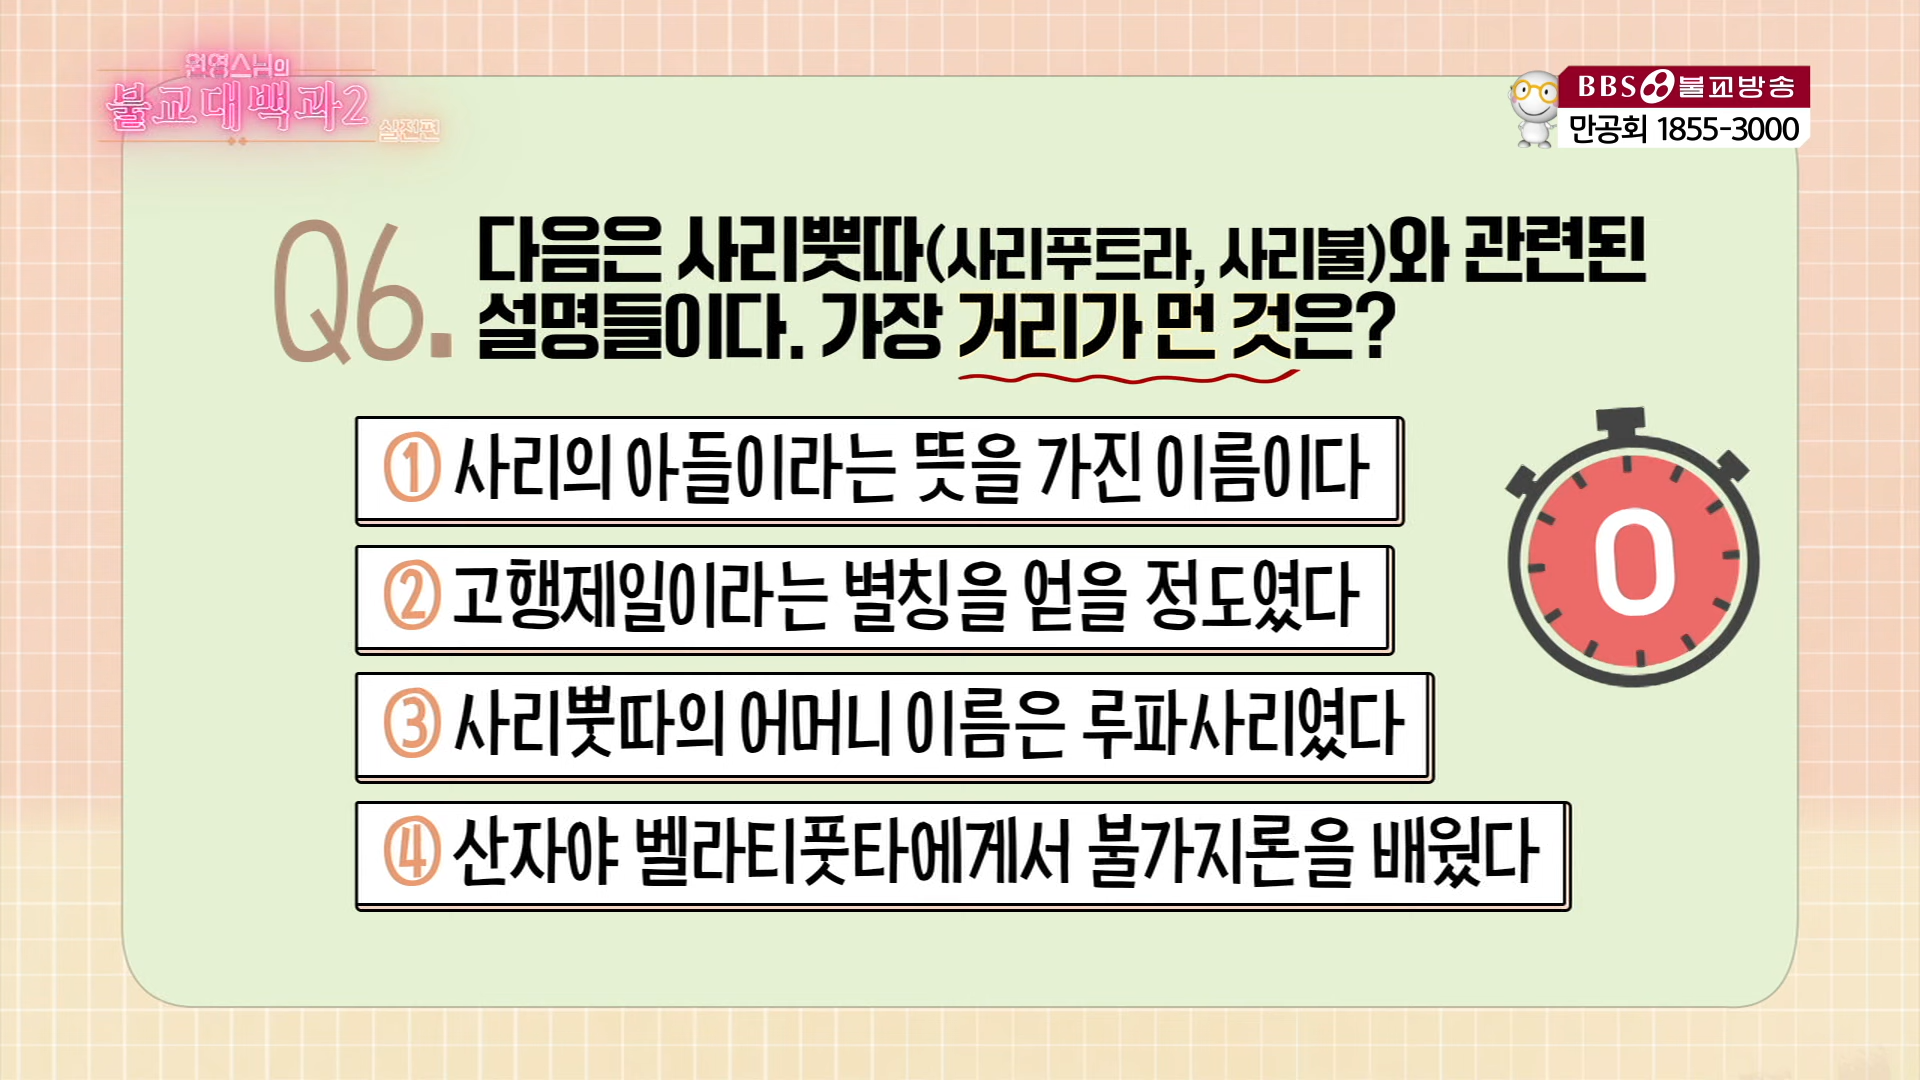 원영스님의
불교대백과2
실전편
BBS 불교방송
만공회 1855-3000
Q6. 다음은 사리뿟따(사리푸트라, 사리불)와 관련된
설명들이다. 가장 거리가 먼 것은?
① 사리의 아들이라는 뜻을 가진 이름이다
② 고행제일이라는 별칭을 얻을 정도였다
③ 사리뿟따의 어머니 이름은 루파사리였다
④ 산자야 벨라티풋타에게서 불가지론을 배웠다
0